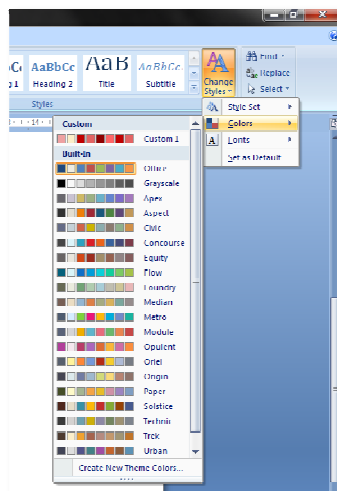 AaBbCc
AaB
AaBbCc.
Heading 2
Title
Subtitle
Change
Styles
Find
Replace
Select
Styles
Style Set
Colors
Fonts
Set as Default
Custom
Custom 1
Built-In
Office
Grayscale
Apex
Aspect
Civic
Concourse
Equity
Flow
Foundry
Median
Metro
Module
Opulent
Oriel
Origin
Paper
Solstice
Technic
Trek
Urban
Create New Theme Colors...